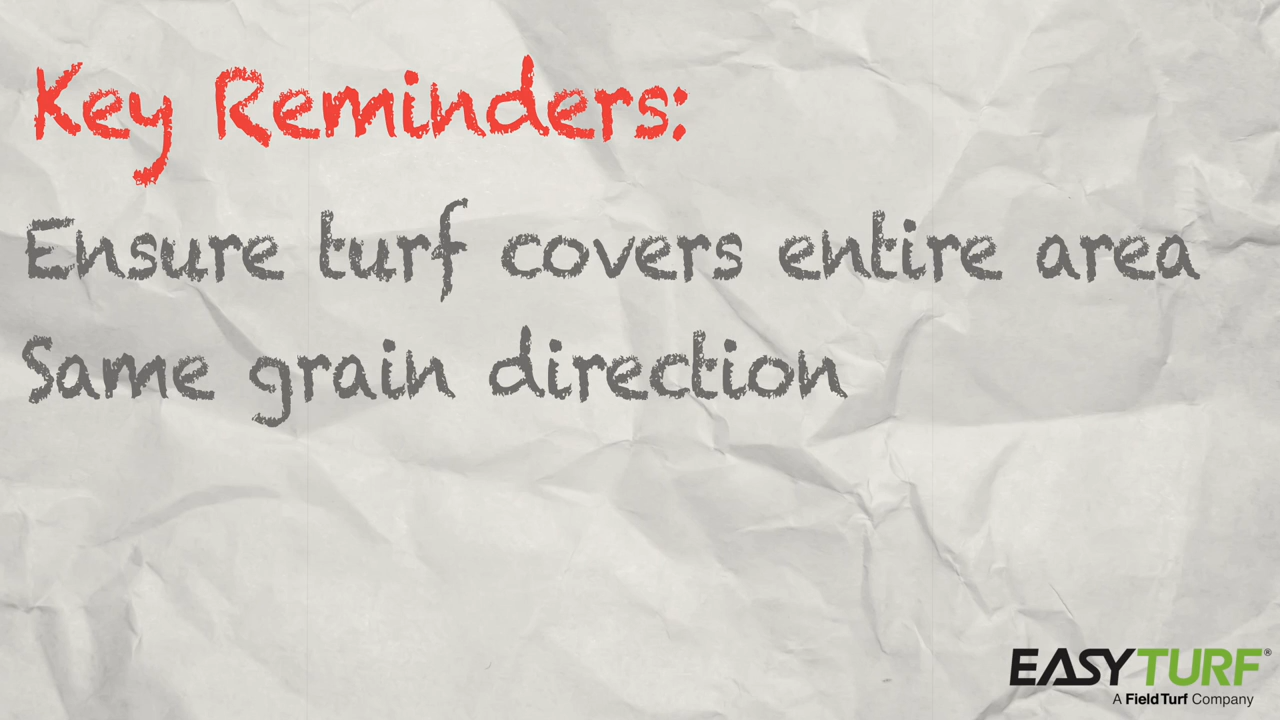 Key Reminders:
Ensure turf covers entire area
Same grain direction
EASYTURF®
A FieldTurf Company